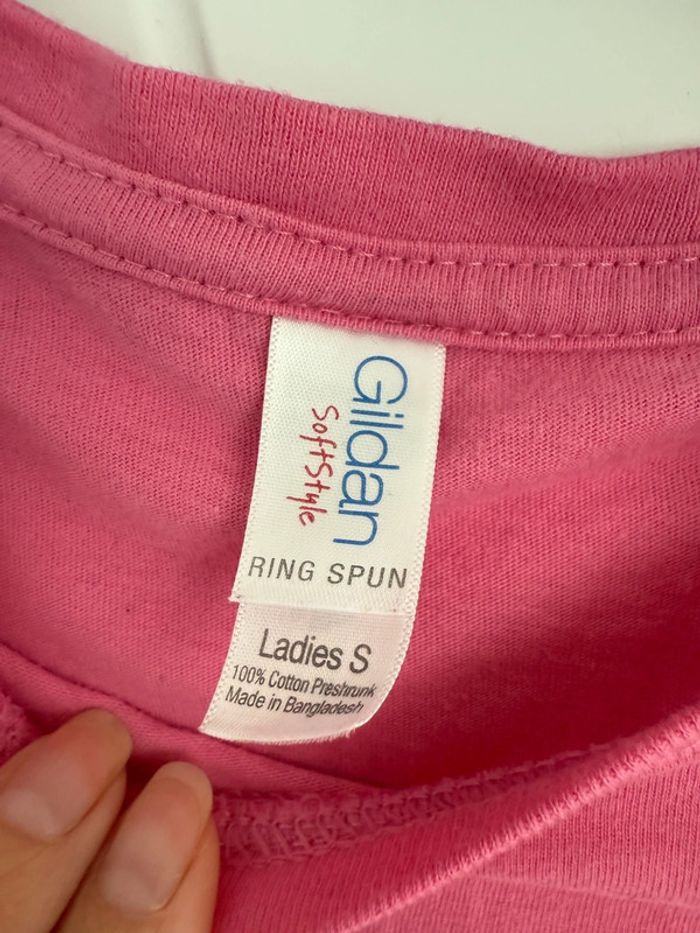 Gildan
SoftStyle
RING SPUN
Ladies S
100% Cotton Preshrunk
Made in Bangladesh